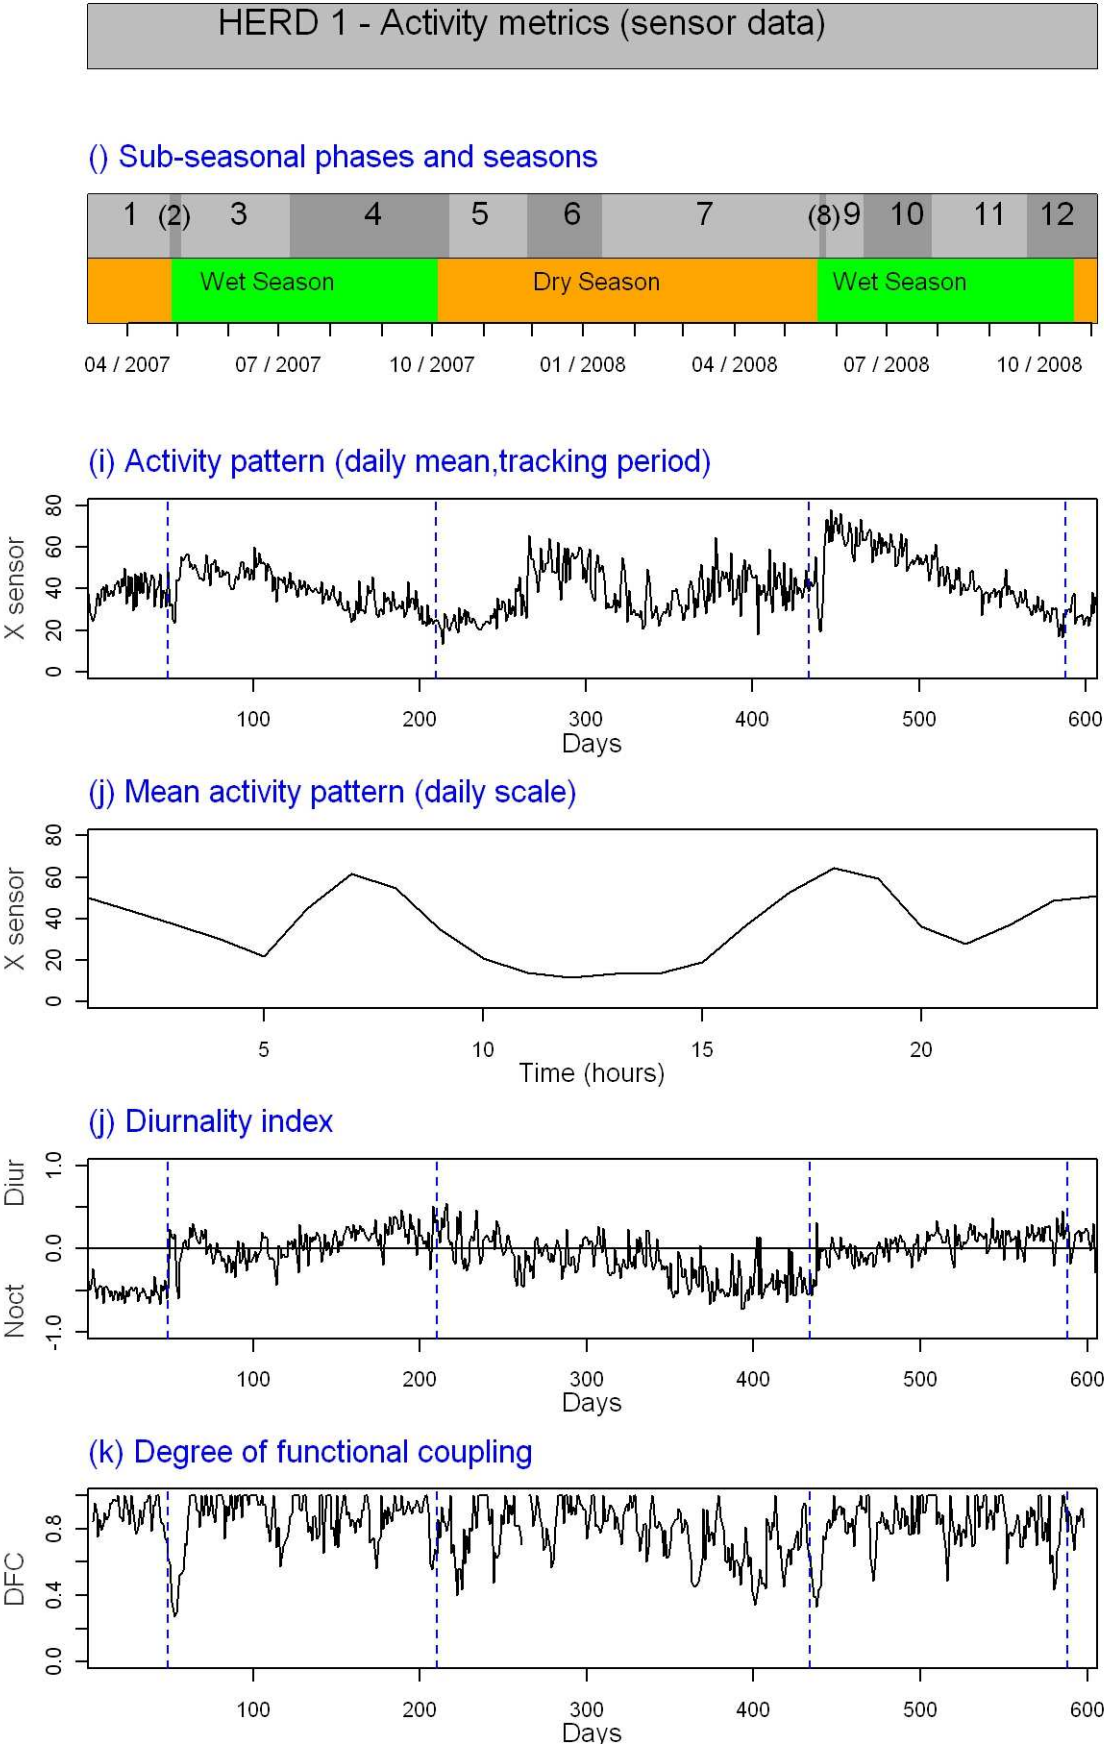 HERD 1 - Activity metrics (sensor data)
() Sub-seasonal phases and seasons
1 (2) 3 4 5 6 7 (8) 9 10 11 12
Wet Season Dry Season Wet Season
04 / 2007 07 / 2007 10 / 2007 01 / 2008 04 / 2008 07 / 2008 10 / 2008
(i) Activity pattern (daily mean,tracking period)
X sensor
80
60
40
20
0
100 200 300 400 500 600
Days
(j) Mean activity pattern (daily scale)
X sensor
80
60
40
20
0
5 10 15 20
Time (hours)
(j) Diurnality index
Noct Diur
1.0
0.0
-1.0
100 200 300 400 500 600
Days
(k) Degree of functional coupling
DFC
0.8
0.4
0.0
100 200 300 400 500 600
Days